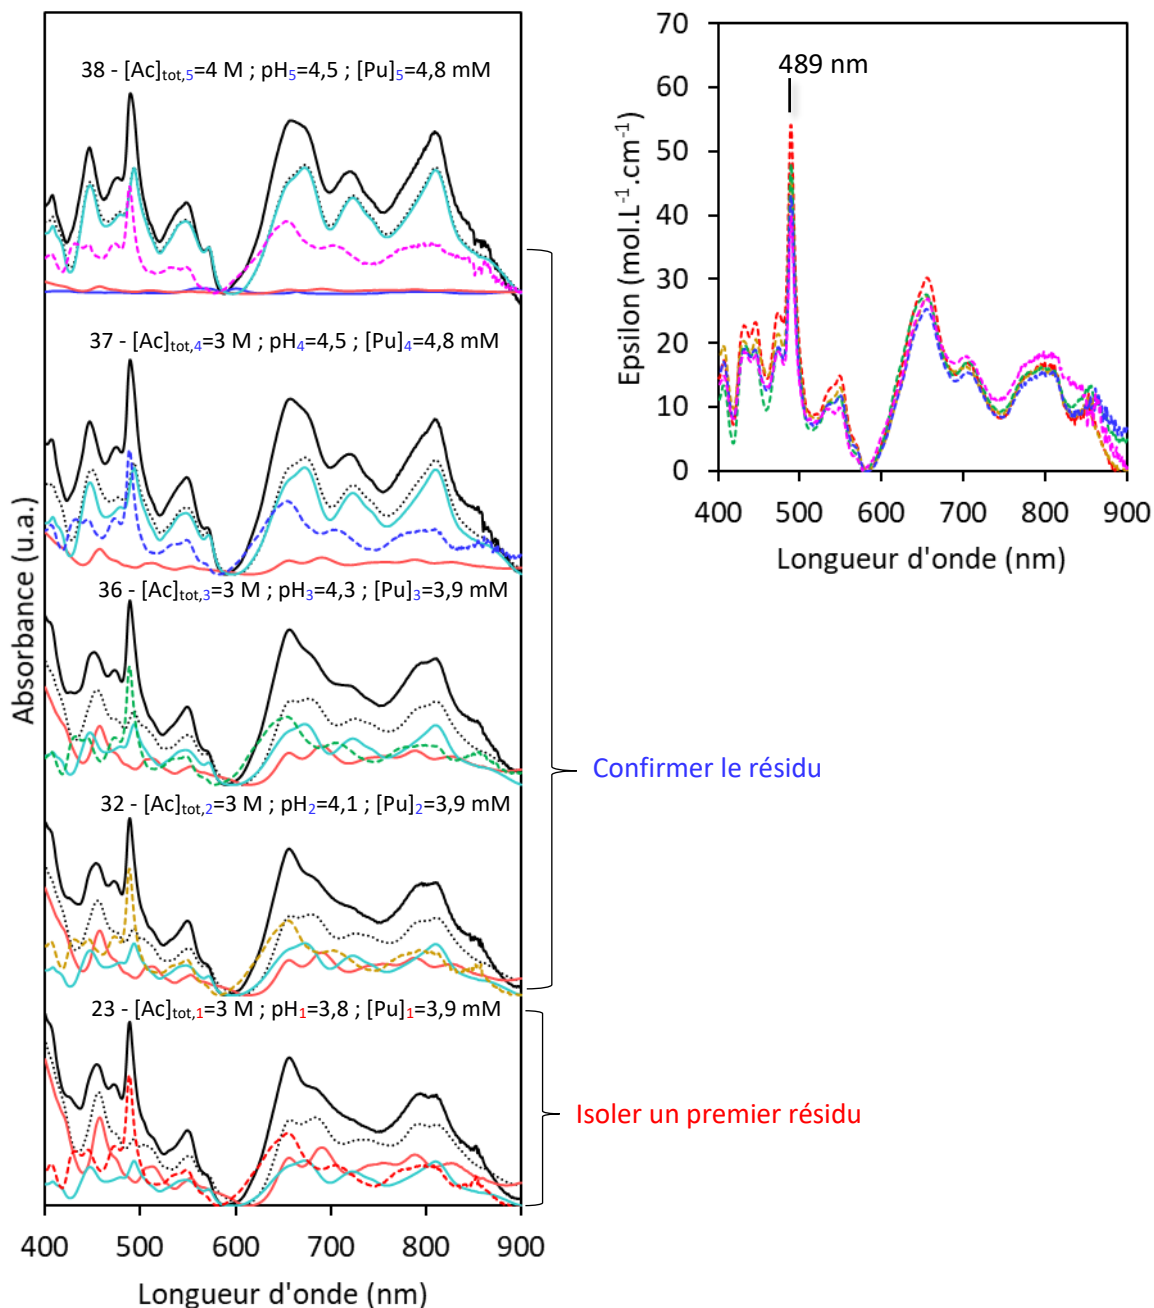 38 - [Ac]tot,5=4 M ; pH5=4,5 ; [Pu]5=4,8 mM
37 - [Ac]tot,4=3 M ; pH4=4,5 ; [Pu]4=4,8 mM
36 - [Ac]tot,3=3 M ; pH3=4,3 ; [Pu]3=3,9 mM
32 - [Ac]tot,2=3 M ; pH2=4,1 ; [Pu]2=3,9 mM
23 - [Ac]tot,1=3 M ; pH1=3,8 ; [Pu]1=3,9 mM
Absorbance (u.a.)
400 500 600 700 800 900
Longueur d'onde (nm)
Confirmer le résidu
Isoler un premier résidu
489 nm
Epsilon (mol.L-1.cm-1)
70
60
50
40
30
20
10
0
400 500 600 700 800 900
Longueur d'onde (nm)